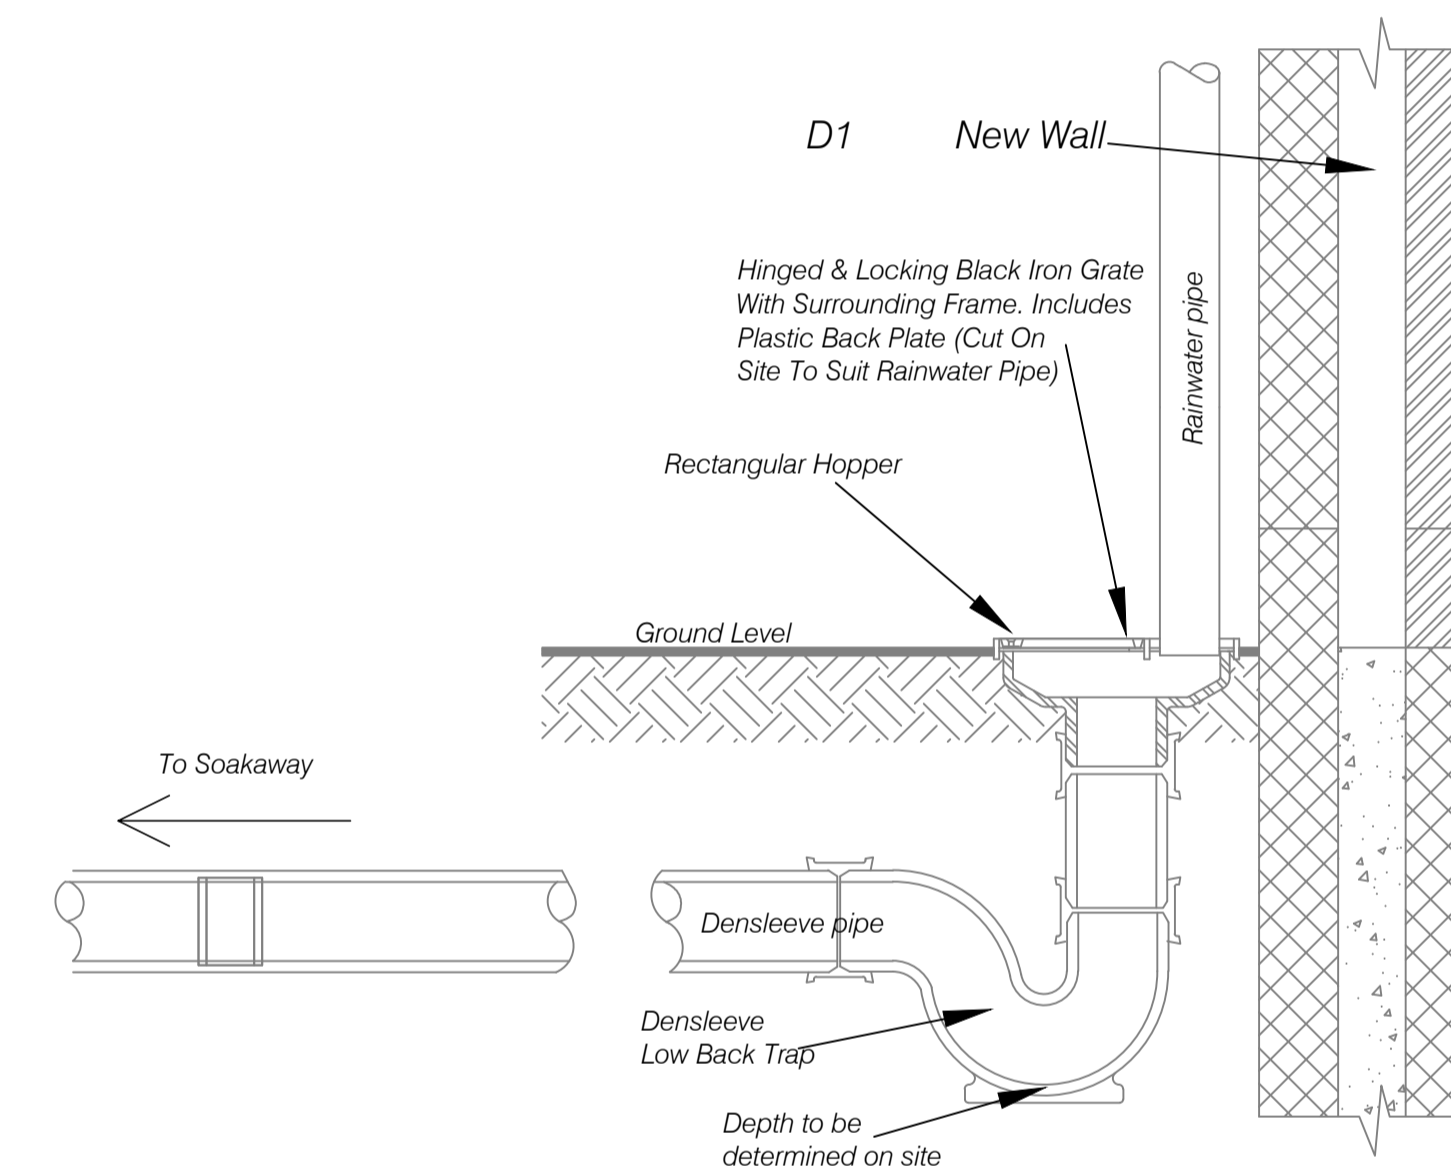 D1 New Wall
Hinged & Locking Black Iron Grate
With Surrounding Frame. Includes
Plastic Back Plate (Cut On
Site To Suit Rainwater Pipe)
Rainwater pipe
Rectangular Hopper
Ground Level
To Soakaway
Densleeve pipe
Densleeve
Low Back Trap
Depth to be
determined on site